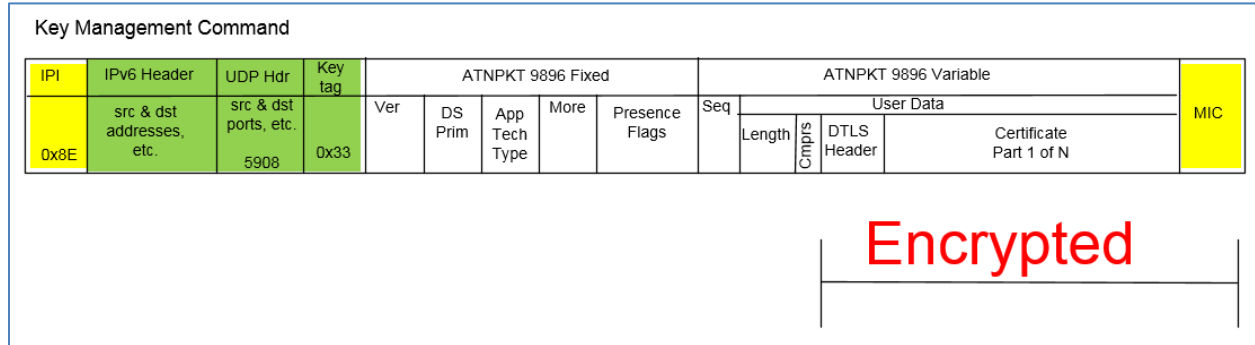 Key Management Command
IPI
IPv6 Header
UDP Hdr
Key
tag
ATNPKT 9896 Fixed
ATNPKT 9896 Variable
MIC
0x8E
src & dst
addresses,
etc.
src & dst
ports, etc.
5908
0x33
Ver
DS
Prim
App
Tech
Type
More
Presence
Flags
Seq
User Data
Length
Cmprs
DTLS
Header
Certificate
Part 1 of N
Encrypted